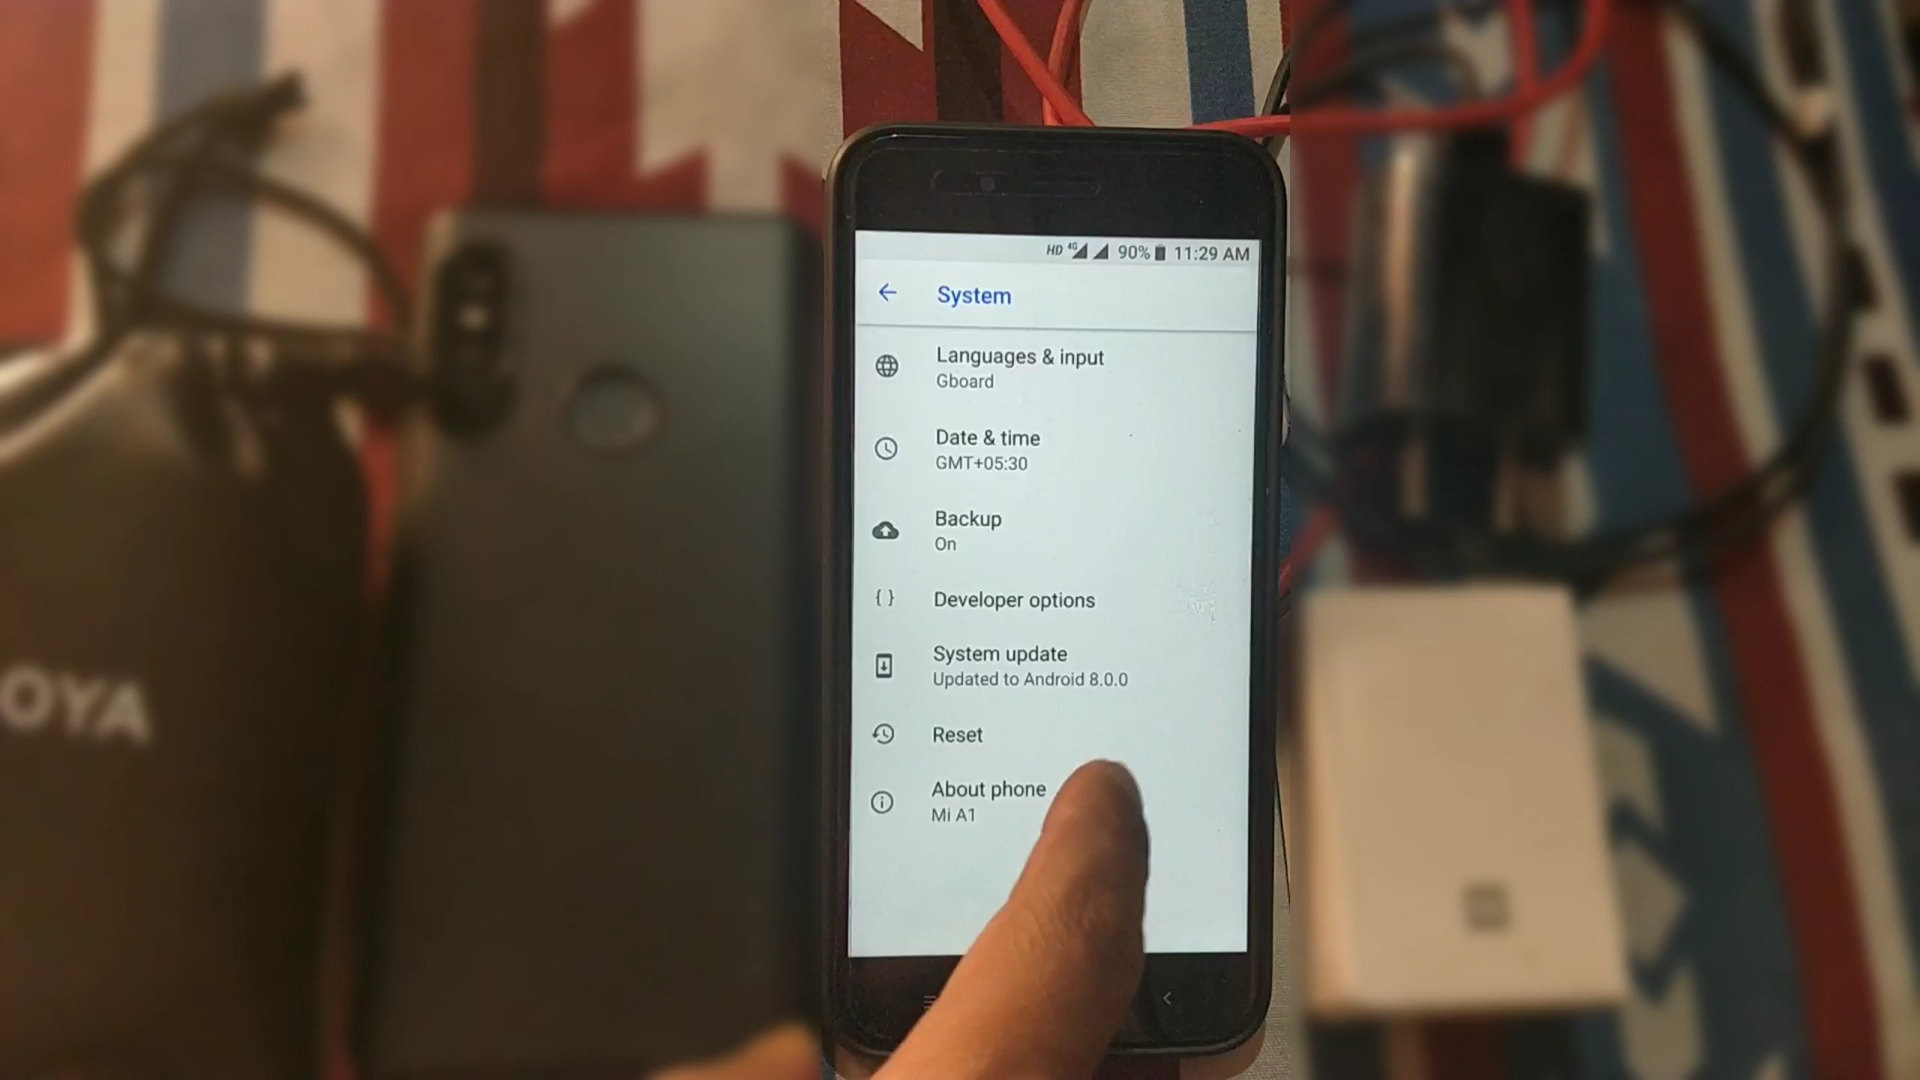 HD 4G 90% 11:29 AM
System
Languages & input
Gboard
Date & time
GMT+05:30
Backup
On
{ } Developer options
System update
Updated to Android 8.0.0
Reset
About phone
Mi A1
OYA